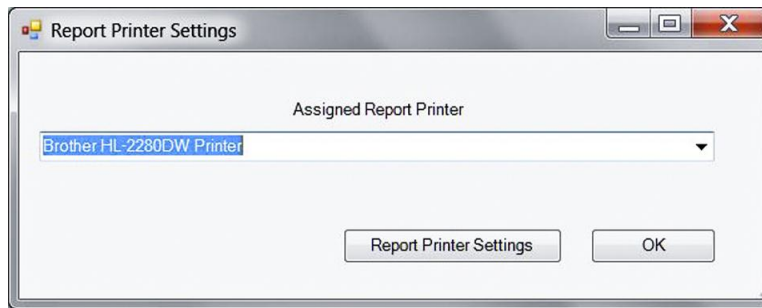 Report Printer Settings
Assigned Report Printer
Brother HL-2280DW Printer
Report Printer Settings
OK